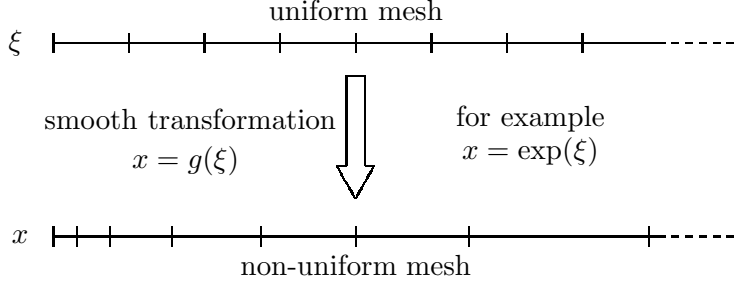 uniform mesh
ξ
smooth transformation
x = g(ξ)
for example
x = exp(ξ)
x
non-uniform mesh